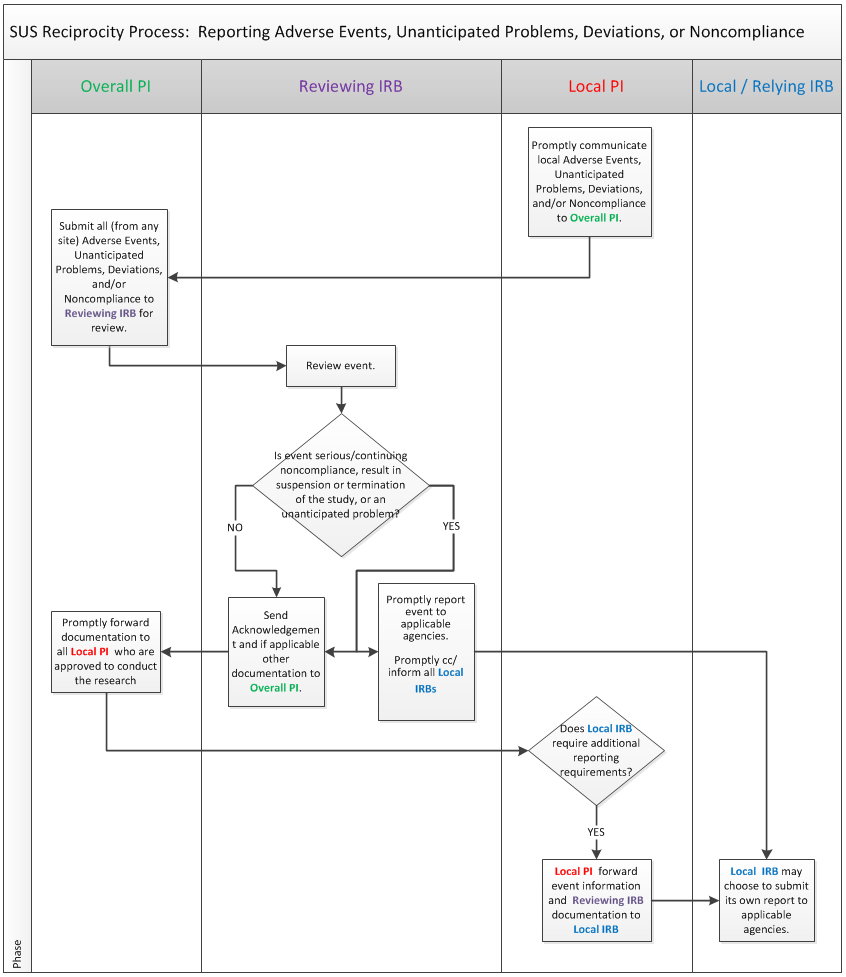 SUS Reciprocity Process:  Reporting Adverse Events, Unanticipated Problems, Deviations, or Noncompliance
Overall PI
Reviewing IRB
Local PI
Local / Relying IRB
Promptly communicate
local Adverse Events,
Unanticipated
Problems, Deviations,
and/or Noncompliance
to Overall PI.
Submit all (from any
site) Adverse Events,
Unanticipated
Problems, Deviations,
and/or
Noncompliance to
Reviewing IRB for
review.
Review event.
Is event serious/continuing
noncompliance, result in
suspension or termination
of the study, or an
unanticipated problem?
NO
YES
Promptly forward
documentation to
all Local PI  who are
approved to conduct
the research
Send
Acknowledgemen
t and if applicable
other
documentation to
Overall PI.
Promptly report
event to
applicable
agencies.
Promptly cc/
inform all Local
IRBs
Does Local IRB
require additional
reporting
requirements?
YES
Local PI  forward
event information
and  Reviewing IRB
documentation to
Local IRB
Local  IRB may
choose to submit
its own report to
applicable
agencies.
Phase